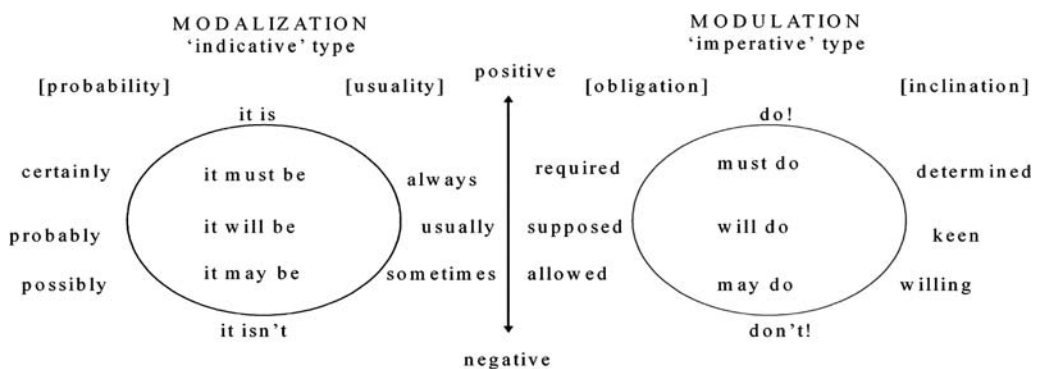 MODALIZATION
'indicative' type
MODULATION
'imperative' type
positive
[probability]
[usuality]
[obligation]
[inclination]
it is
do!
certainly
it must be
always
required
must do
determined
probably
it will be
usually
supposed
will do
keen
possibly
it may be
sometimes
allowed
may do
willing
it isn't
don't!
negative